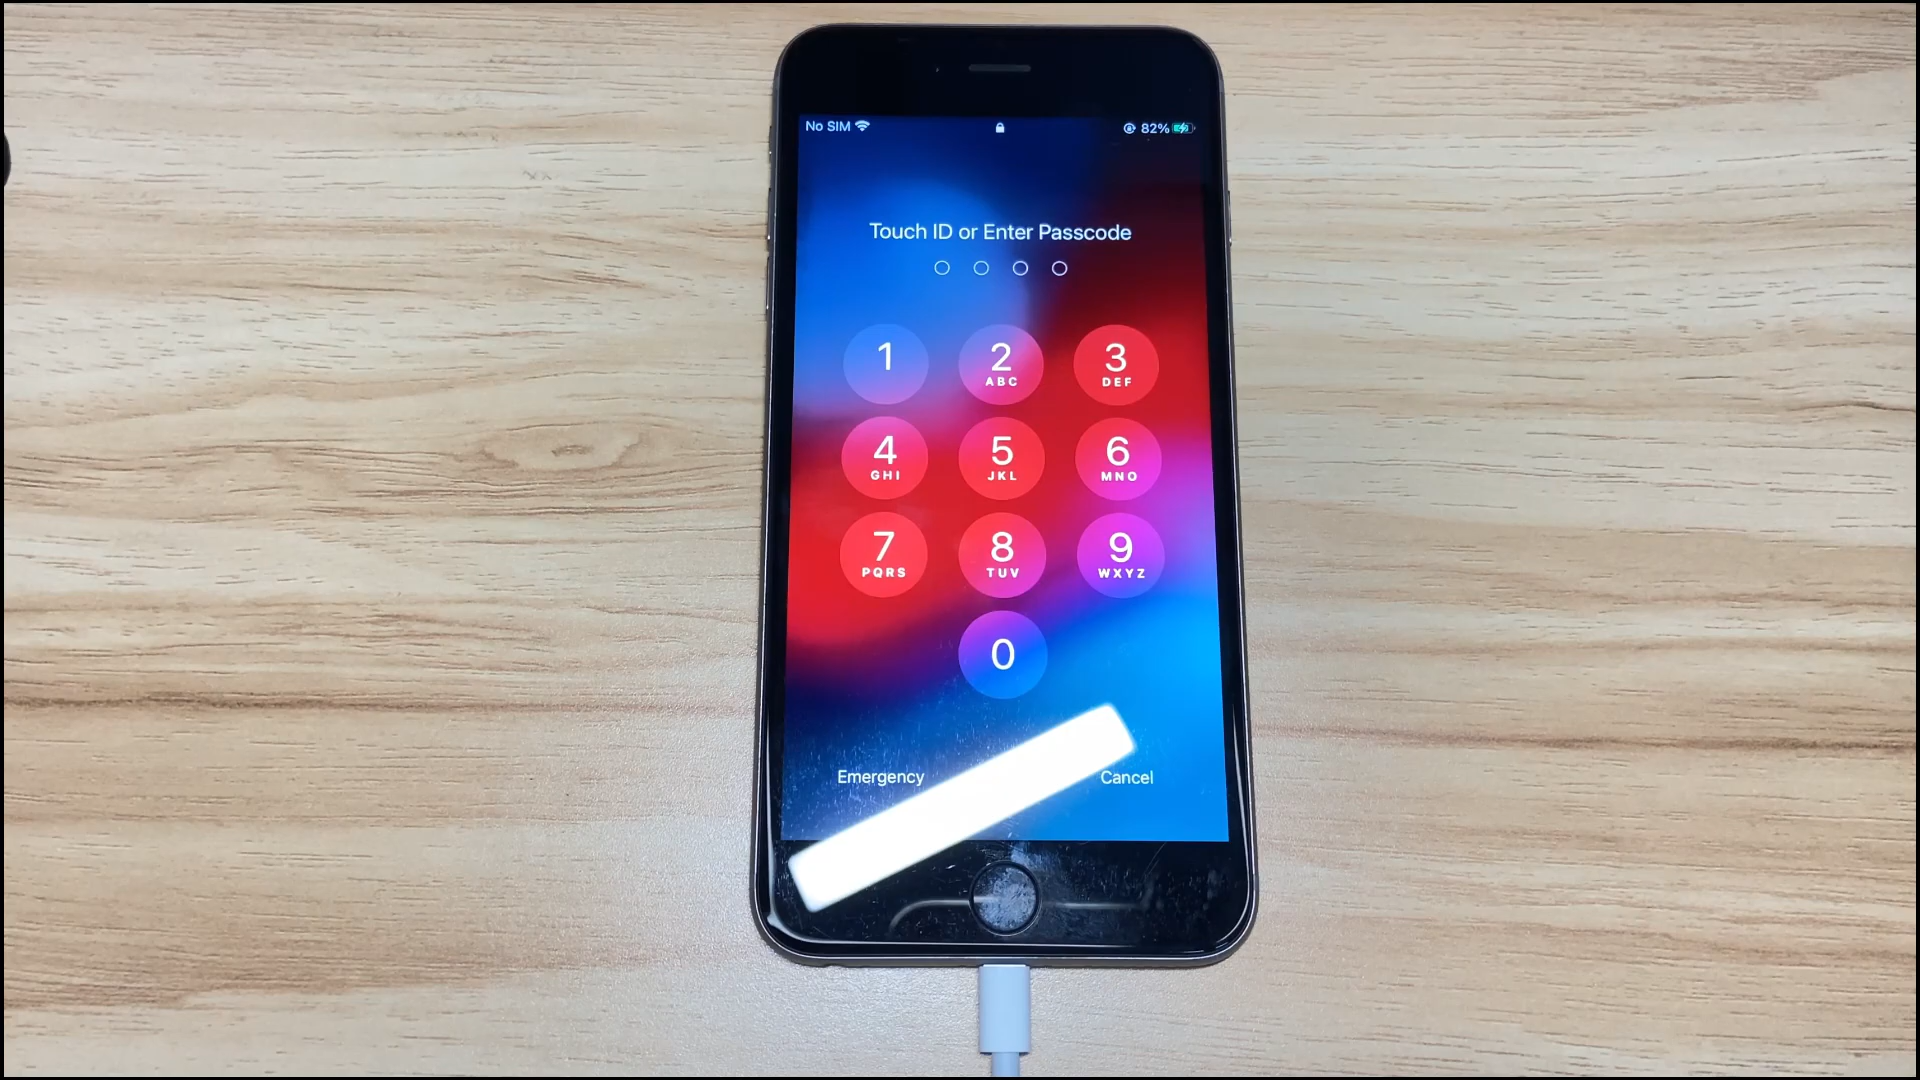 No SIM 82%
Touch ID or Enter Passcode
1 2 3
ABC DEF
4 5 6
GHI JKL MNO
7 8 9
PQRS TUV WXYZ
0
Emergency Cancel